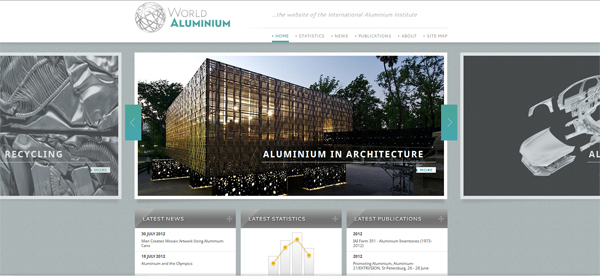 WORLD
ALUMINIUM
...the website of the International Aluminium Institute
HOME
STATISTICS
NEWS
PUBLICATIONS
ABOUT
SITE MAP
RECYCLING
MORE
ALUMINIUM IN ARCHITECTURE
MORE
AL
LATEST NEWS
30 JULY 2012
Man Creates Mosaic Artwork Using Aluminium Cans
18 JULY 2012
Aluminium and the Olympics
LATEST STATISTICS
LATEST PUBLICATIONS
2012
IAI Form 351 - Aluminium Inventories (1973-
2012)
2012
Promoting Aluminium, Aluminium-
21/EXTRUSION, St Petersburg, 26 - 28 June